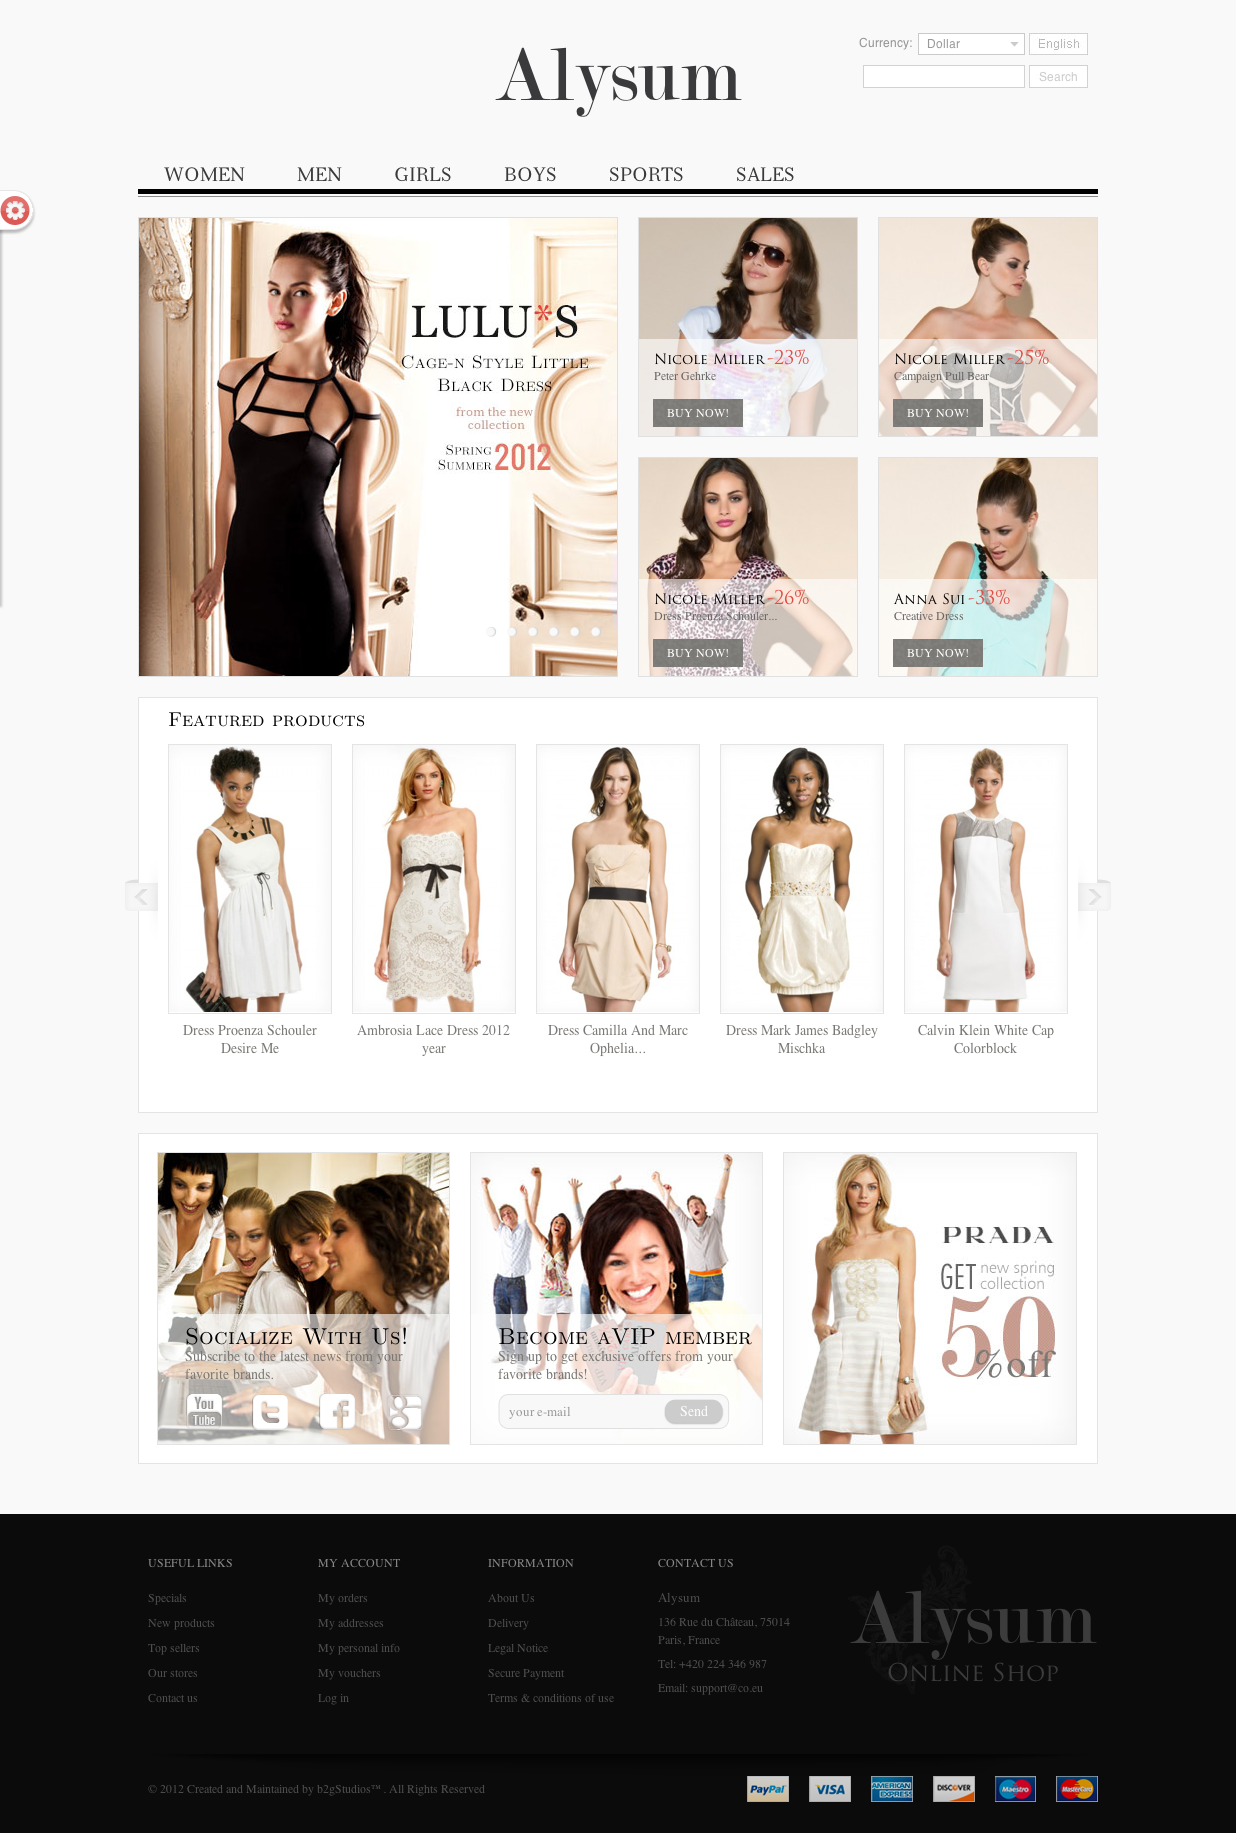 Alysum
Currency:
Dollar
English
Search
WOMEN
MEN
GIRLS
BOYS
SPORTS
SALES
LULU*S
Cage-n Style Little
Black Dress
from the new
collection
Spring
Summer
2012
Nicole Miller -23%
Peter Gehrke
BUY NOW!
Nicole Miller -25%
Campaign Pull Bear
BUY NOW!
Nicole Miller -26%
Dress Proenza Schouler...
BUY NOW!
Anna Sui -33%
Creative Dress
BUY NOW!
Featured products
Dress Proenza Schouler
Desire Me
Ambrosia Lace Dress 2012
year
Dress Camilla And Marc
Ophelia...
Dress Mark James Badgley
Mischka
Calvin Klein White Cap
Colorblock
Socialize With Us!
Subscribe to the latest news from your
favorite brands.
You
Tube
Become aVIP member
Sign up to get exclusive offers from your
favorite brands!
your e-mail
Send
PRADA
GET
new spring
collection
50
%off
USEFUL LINKS
Specials
New products
Top sellers
Our stores
Contact us
MY ACCOUNT
My orders
My addresses
My personal info
My vouchers
Log in
INFORMATION
About Us
Delivery
Legal Notice
Secure Payment
Terms & conditions of use
CONTACT US
Alysum
136 Rue du Château, 75014
Paris, France
Tel: +420 224 346 987
Email: support@co.eu
Alysum
Online Shop
© 2012 Created and Maintained by b2gStudios™ . All Rights Reserved
PayPal
VISA
AMERICAN
EXPRESS
DISCOVER
Maestro
MasterCard